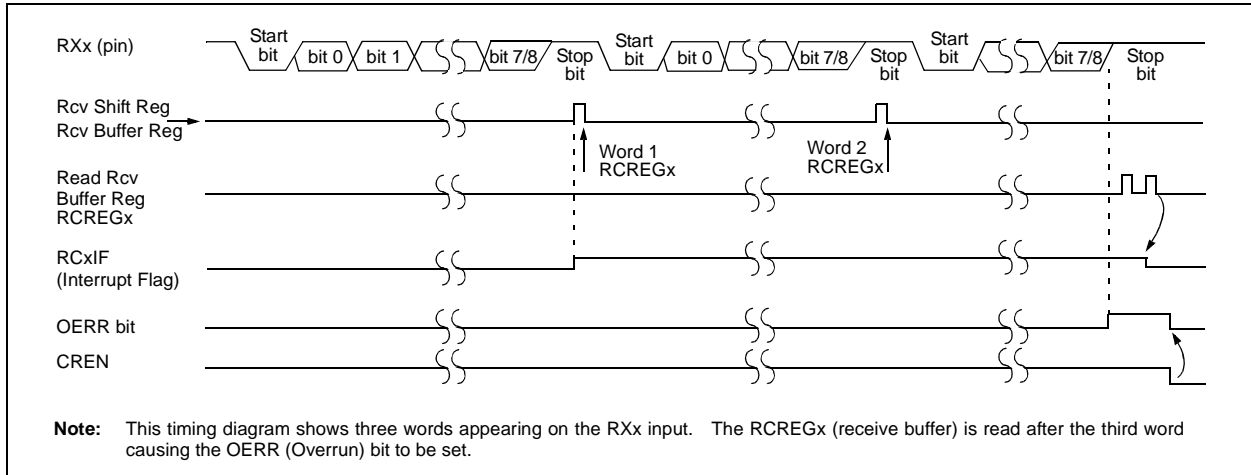 RXx (pin)
Start bit
bit 0
bit 1
bit 7/8
Stop bit
Start bit
bit 0
bit 7/8
Stop bit
Start bit
bit 7/8
Stop bit
Rcv Shift Reg
Rcv Buffer Reg
Word 1
RCREGx
Word 2
RCREGx
Read Rcv
Buffer Reg
RCREGx
RCxIF
(Interrupt Flag)
OERR bit
CREN
Note: This timing diagram shows three words appearing on the RXx input. The RCREGx (receive buffer) is read after the third word
causing the OERR (Overrun) bit to be set.